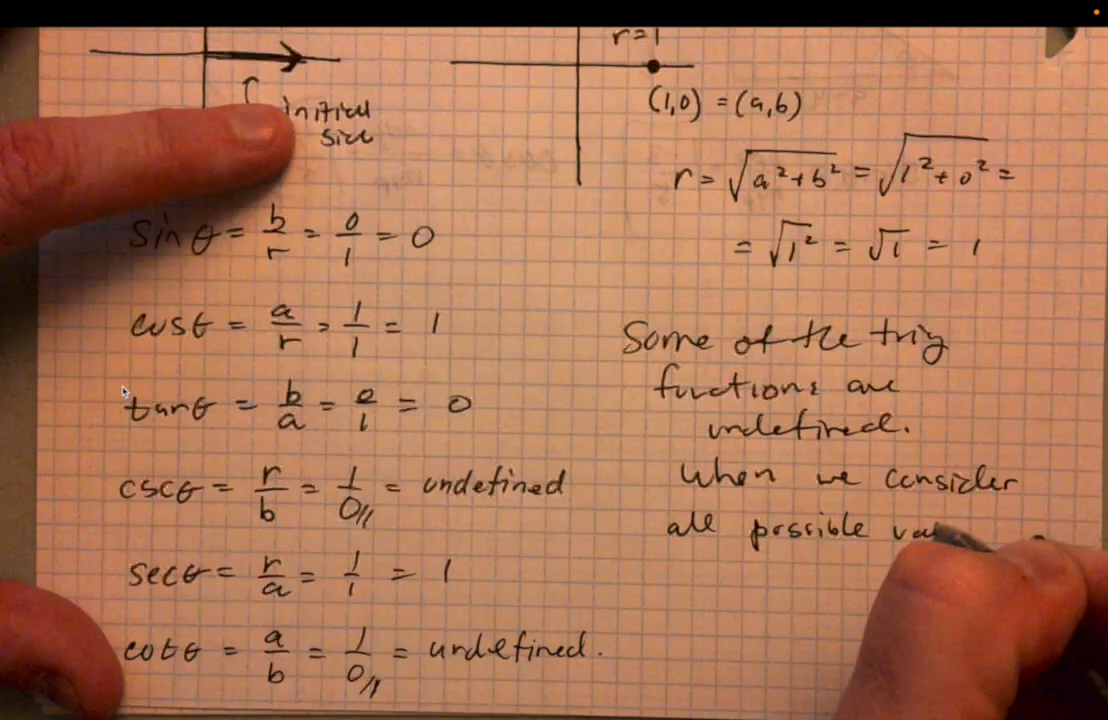 r=1
(1,0) = (a,b)
initial
side
r = √a²+b² = √1²+0² =
= √1² = √1 = 1
sin θ = b/r = 0/1 = 0
cos θ = a/r = 1/1 = 1
tan θ = b/a = 0/1 = 0
csc θ = r/b = 1/0 = undefined
sec θ = r/a = 1/1 = 1
cot θ = a/b = 1/0 = undefined.
Some of the trig
functions are
undefined.
When we consider
all possible